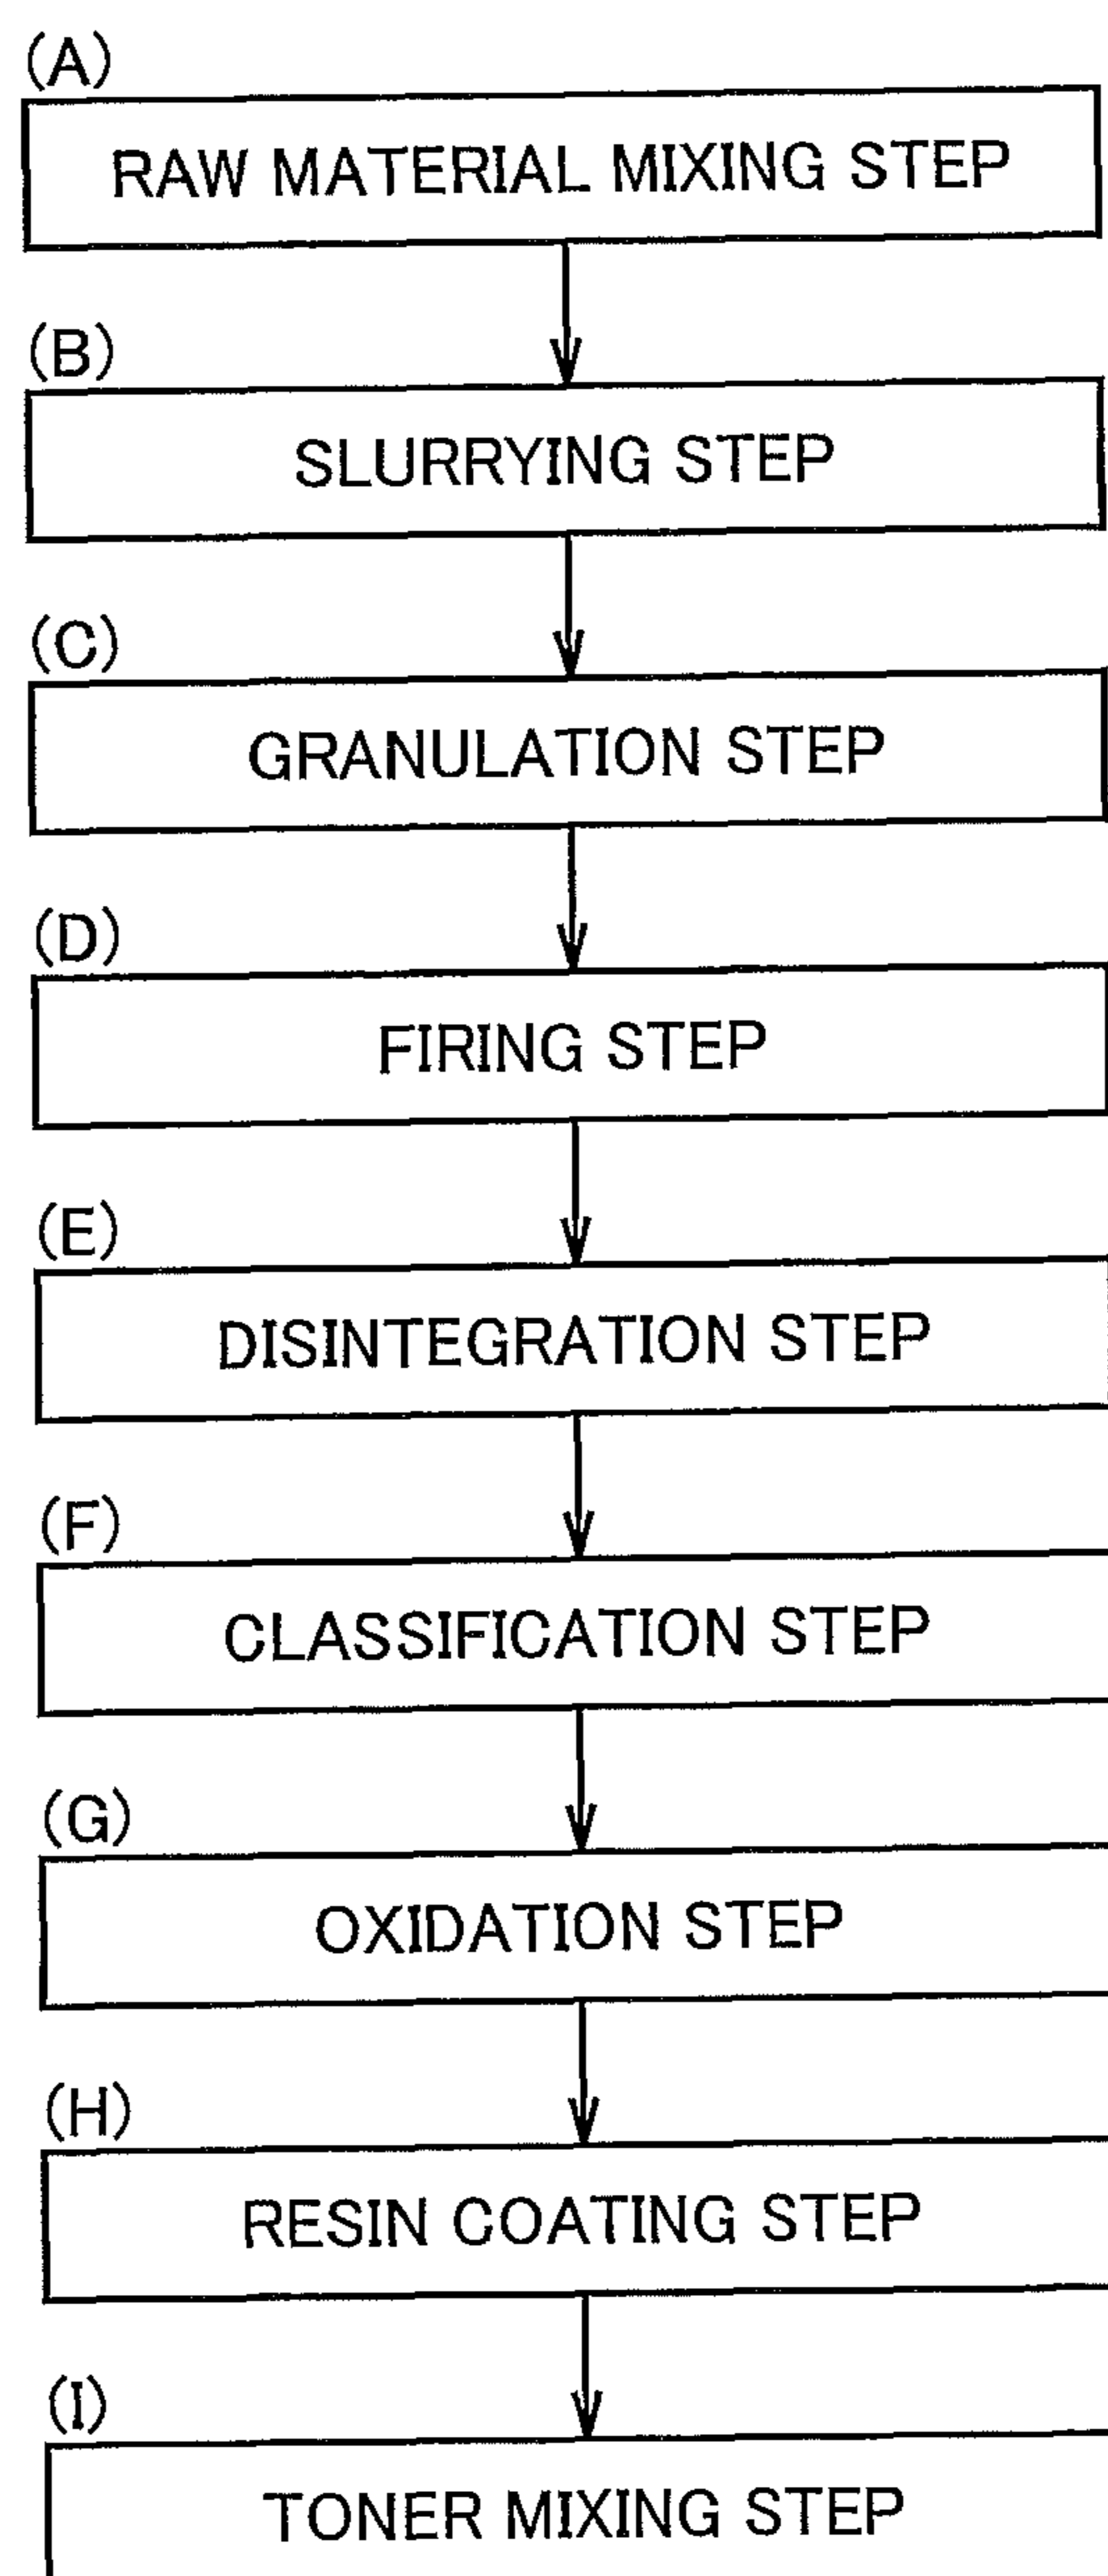 (A)
RAW MATERIAL MIXING STEP
(B)
SLURRYING STEP
(C)
GRANULATION STEP
(D)
FIRING STEP
(E)
DISINTEGRATION STEP
(F)
CLASSIFICATION STEP
(G)
OXIDATION STEP
(H)
RESIN COATING STEP
(I)
TONER MIXING STEP